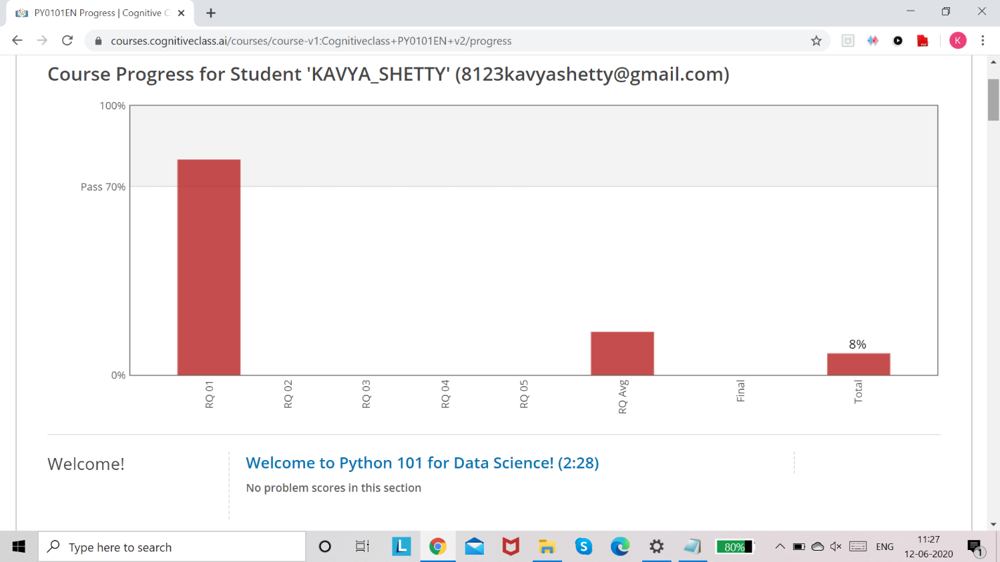 PY0101EN Progress | Cognitive C
courses.cognitiveclass.ai/courses/course-v1:Cognitiveclass+PY0101EN+v2/progress
K
Course Progress for Student 'KAVYA_SHETTY' (8123kavyashetty@gmail.com)
100%
Pass 70%
8%
0%
RQ 01
RQ 02
RQ 03
RQ 04
RQ 05
RQ Avg
Final
Total
Welcome!
Welcome to Python 101 for Data Science! (2:28)
No problem scores in this section
Type here to search
L
S
80%
ENG
11:27
12-06-2020
1